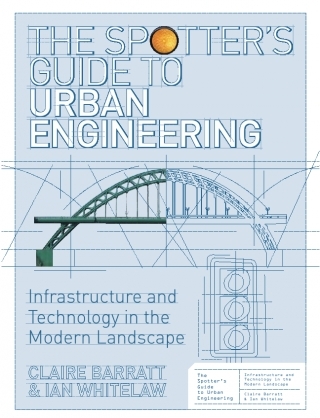 THE SPOTTER'S
GUIDE TO
URBAN
ENGINEERING
Infrastructure and
Technology in the
Modern Landscape
CLAIRE BARRATT
& IAN WHITELAW
The
Spotter's
Guide
to Urban
Engineering
Infrastructure and
Technology in the
Modern Landscape
Claire Barratt
& Ian Whitelaw